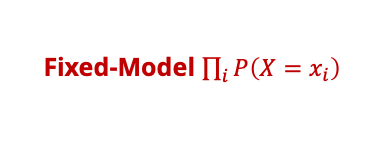 Fixed-Model ∏ᵢ P(X = xᵢ)